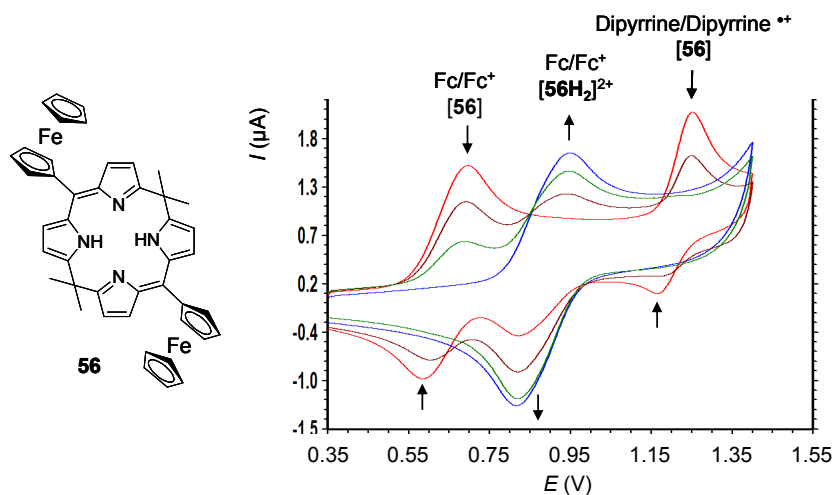 Fe
N
NH
HN
N
Fe
56
Fc/Fc⁺
[56]
Fc/Fc⁺
[56H₂]²⁺
Dipyrrine/Dipyrrine •⁺
[56]
I (μA)
1.8
1.3
0.7
0.2
-0.4
-1.0
-1.5
0.35 0.55 0.75 0.95 1.15 1.35 1.55
E (V)